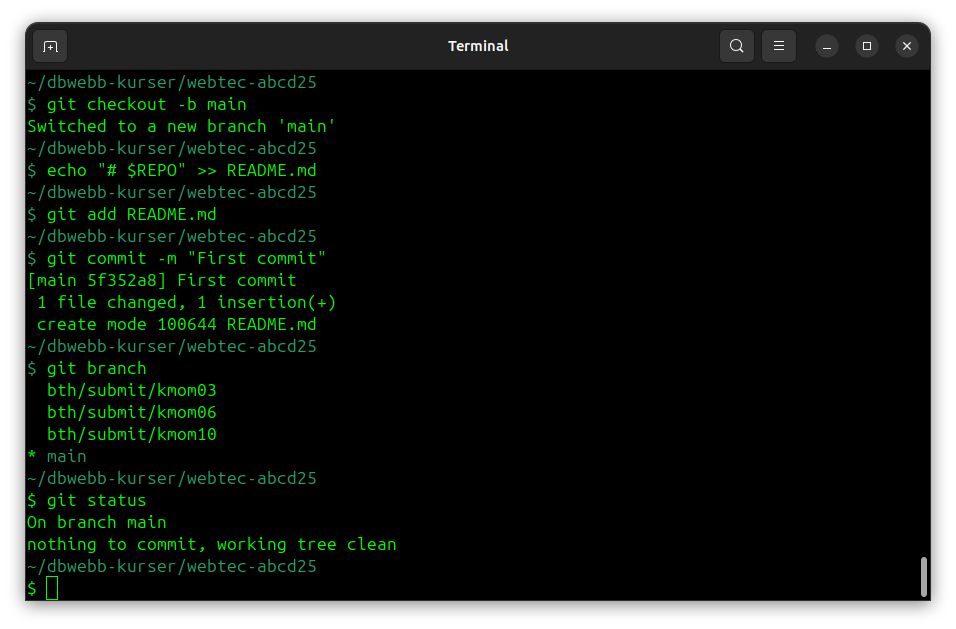 Terminal
~/dbwebb-kurser/webtec-abcd25
$ git checkout -b main
Switched to a new branch 'main'
~/dbwebb-kurser/webtec-abcd25
$ echo "# $REPO" >> README.md
~/dbwebb-kurser/webtec-abcd25
$ git add README.md
~/dbwebb-kurser/webtec-abcd25
$ git commit -m "First commit"
[main 5f352a8] First commit
 1 file changed, 1 insertion(+)
 create mode 100644 README.md
~/dbwebb-kurser/webtec-abcd25
$ git branch
  bth/submit/kmom03
  bth/submit/kmom06
  bth/submit/kmom10
* main
~/dbwebb-kurser/webtec-abcd25
$ git status
On branch main
nothing to commit, working tree clean
~/dbwebb-kurser/webtec-abcd25
$